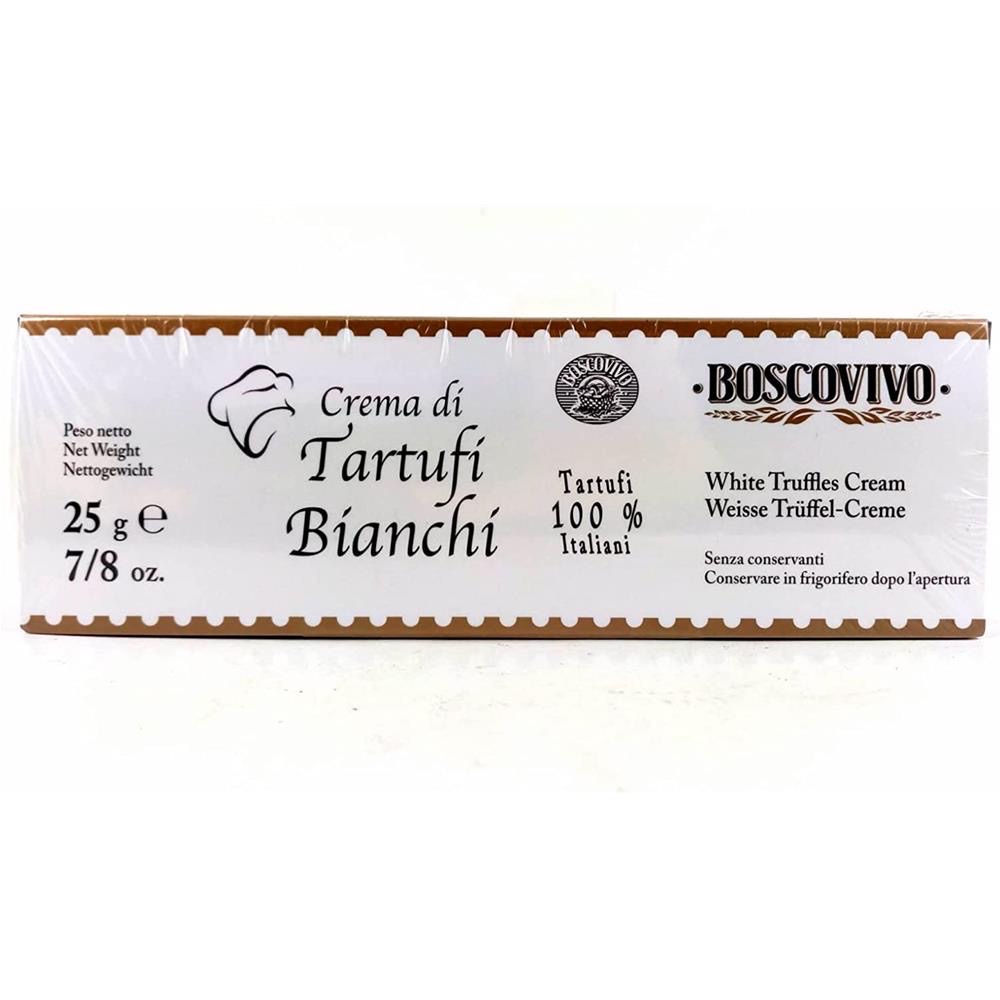 Peso netto
Net Weight
Nettogewicht
25 g ℮
7/8 oz.
Crema di
Tartufi
Bianchi
BOSCOVIVO
Tartufi
100 %
Italiani
· BOSCOVIVO ·
White Truffles Cream
Weisse Trüffel-Creme
Senza conservanti
Conservare in frigorifero dopo l'apertura